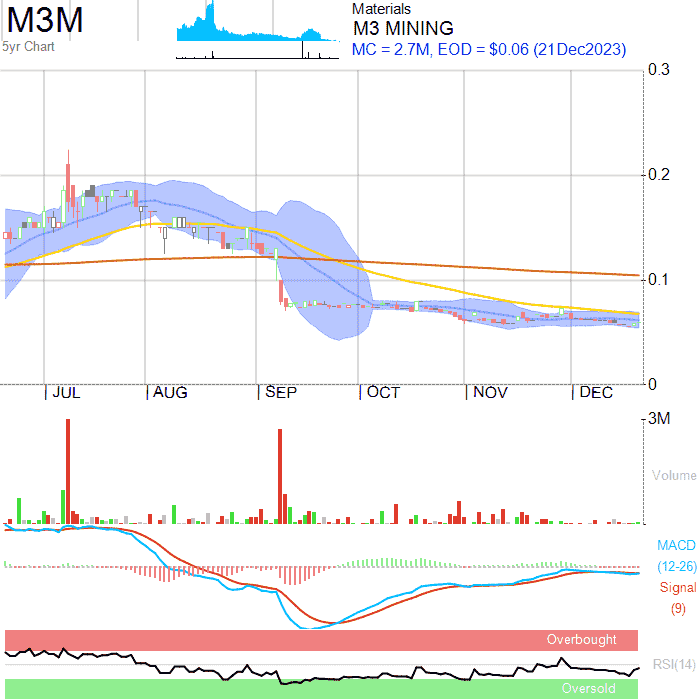 M3M
5yr Chart
Materials
M3 MINING
MC = 2.7M, EOD = $0.06 (21Dec2023)
0.3
0.2
0.1
0
JUL AUG SEP OCT NOV DEC
3M
Volume
MACD
(12-26)
Signal
(9)
Overbought
RSI(14)
Oversold